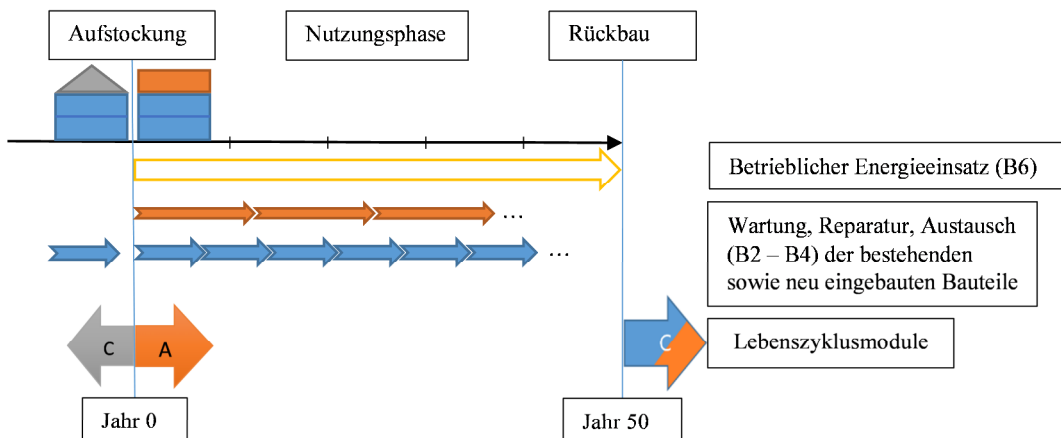 Aufstockung
Nutzungsphase
Rückbau
Betrieblicher Energieeinsatz (B6)
...
Wartung, Reparatur, Austausch
(B2 – B4) der bestehenden
sowie neu eingebauten Bauteile
...
C
A
C
Lebenszyklusmodule
Jahr 0
Jahr 50